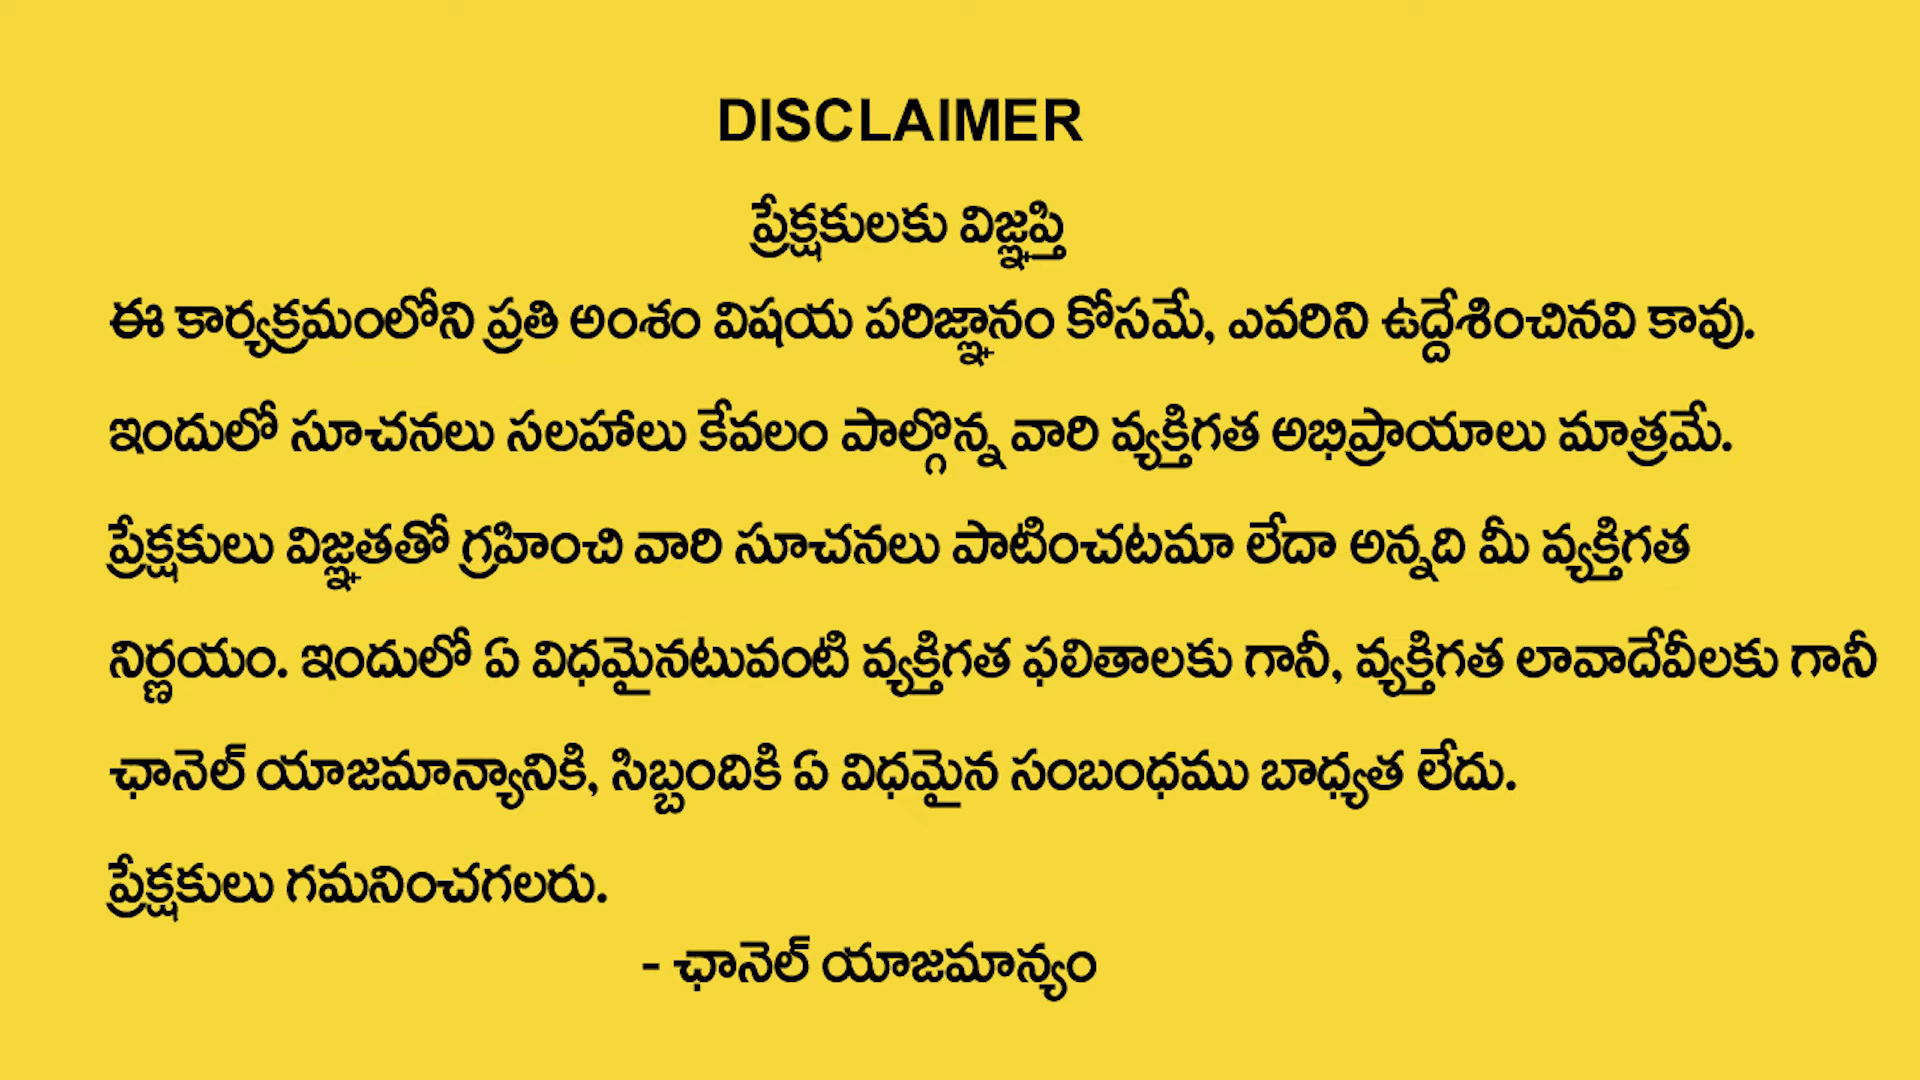 DISCLAIMER
ప్రేక్షకులకు విజ్ఞప్తి
ఈ కార్యక్రమంలోని ప్రతి అంశం విషయ పరిజ్ఞానం కోసమే, ఎవరిని ఉద్దేశించినవి కావు.
ఇందులో సూచనలు సలహాలు కేవలం పాల్గొన్న వారి వ్యక్తిగత అభిప్రాయాలు మాత్రమే.
ప్రేక్షకులు విజ్ఞతతో గ్రహించి వారి సూచనలు పాటించటమా లేదా అన్నది మీ వ్యక్తిగత
నిర్ణయం. ఇందులో ఏ విధమైనటువంటి వ్యక్తిగత ఫలితాలకు గానీ, వ్యక్తిగత లావాదేవీలకు గానీ
ఛానెల్ యాజమాన్యానికి, సిబ్బందికి ఏ విధమైన సంబంధము బాధ్యత లేదు.
ప్రేక్షకులు గమనించగలరు.
- ఛానెల్ యాజమాన్యం